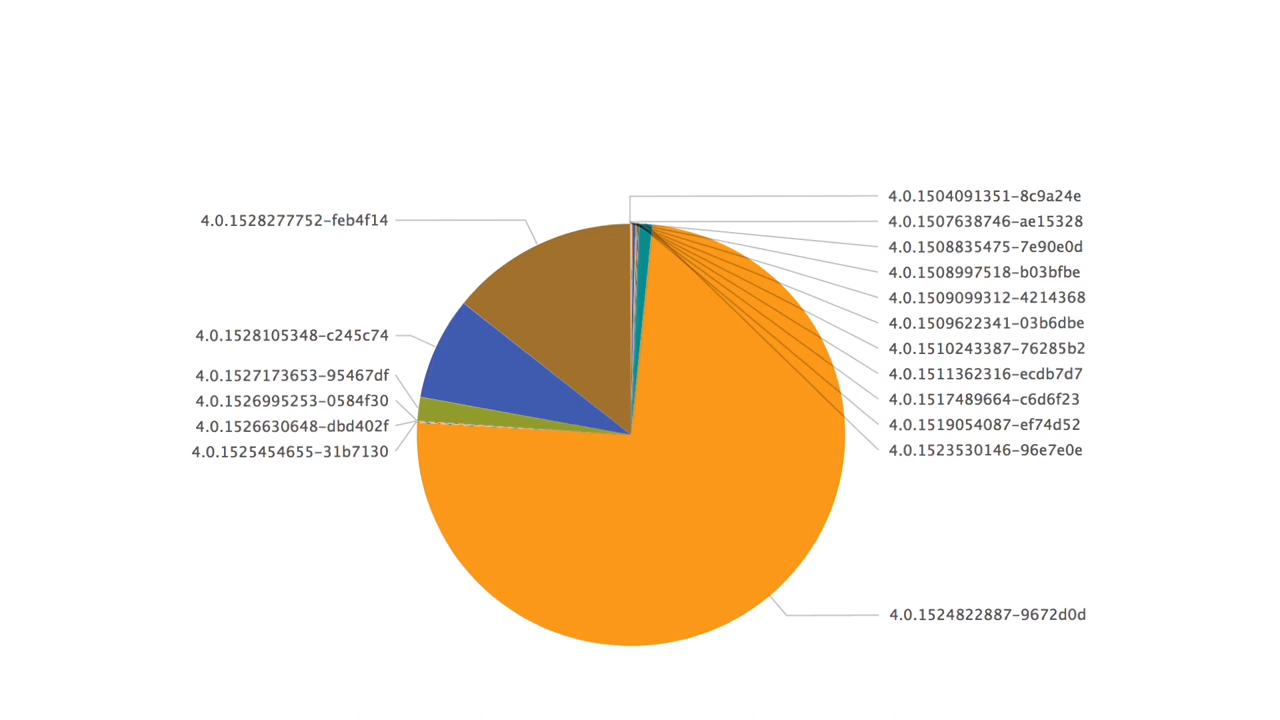 4.0.1504091351-8c9a24e
4.0.1507638746-ae15328
4.0.1508835475-7e90e0d
4.0.1508997518-b03bfbe
4.0.1509099312-4214368
4.0.1509622341-03b6dbe
4.0.1510243387-76285b2
4.0.1511362316-ecdb7d7
4.0.1517489664-c6d6f23
4.0.1519054087-ef74d52
4.0.1523530146-96e7e0e
4.0.1524822887-9672d0d
4.0.1528277752-feb4f14
4.0.1528105348-c245c74
4.0.1527173653-95467df
4.0.1526995253-0584f30
4.0.1526630648-dbd402f
4.0.1525454655-31b7130